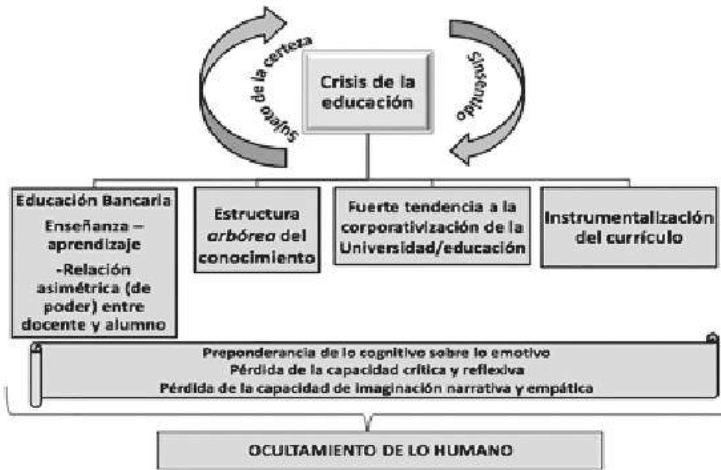 sujeto de la certeza
Crisis de la
educación
sinsentido
Educación Bancaria
Enseñanza –
aprendizaje
-Relación
asimétrica (de
poder) entre
docente y alumno
Estructura
arbórea del
conocimiento
Fuerte tendencia a la
corporativización de la
Universidad/educación
Instrumentalización
del currículo
Preponderancia de lo cognitivo sobre lo emotivo
Pérdida de la capacidad crítica y reflexiva
Pérdida de la capacidad de imaginación narrativa y empática
OCULTAMIENTO DE LO HUMANO